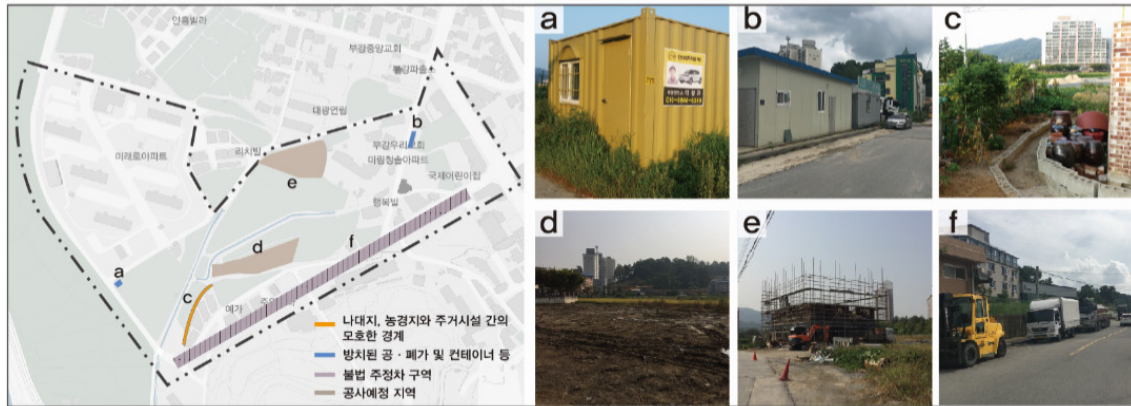 안흥빌라
부강중앙교회
부강파출소
대광연립
b
미래로아파트
리치빌
부강우리교회
미림청솔아파트
e
국제어린이집
행복빌
d
f
a
c
예가
나대지, 농경지와 주거시설 간의
모호한 경계
방치된 공 · 폐가 및 컨테이너 등
불법 주정차 구역
공사예정 지역
a
b
c
d
e
f